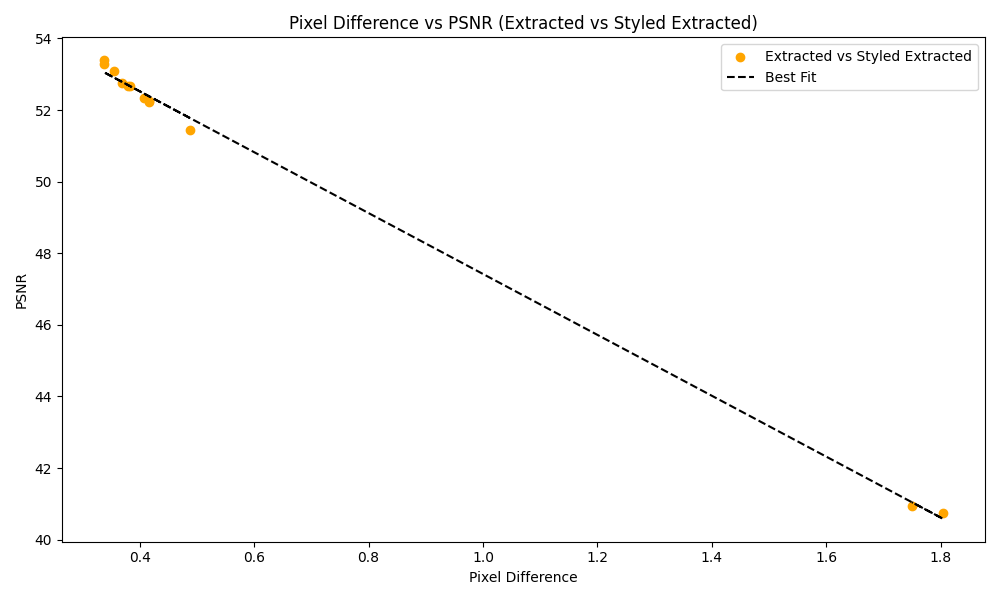 Pixel Difference vs PSNR (Extracted vs Styled Extracted)
Extracted vs Styled Extracted
Best Fit
PSNR
54
52
50
48
46
44
42
40
0.4 0.6 0.8 1.0 1.2 1.4 1.6 1.8
Pixel Difference